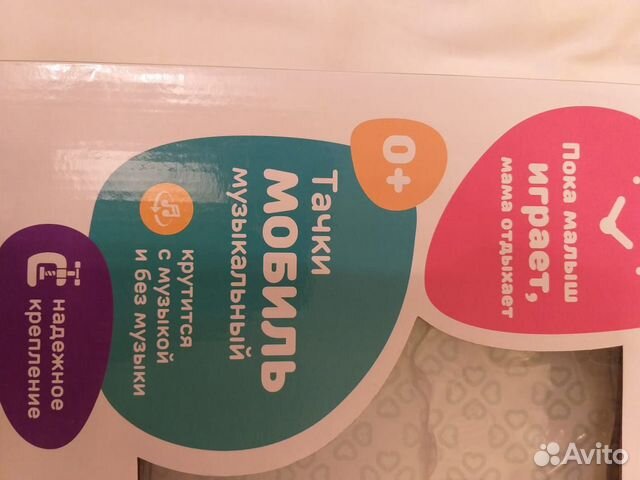 Пока малыш
играет,
мама отдыхает
0+
Тачки
МОБИЛЬ
музыкальный
крутится
с музыкой
и без музыки
надежное
крепление
Avito